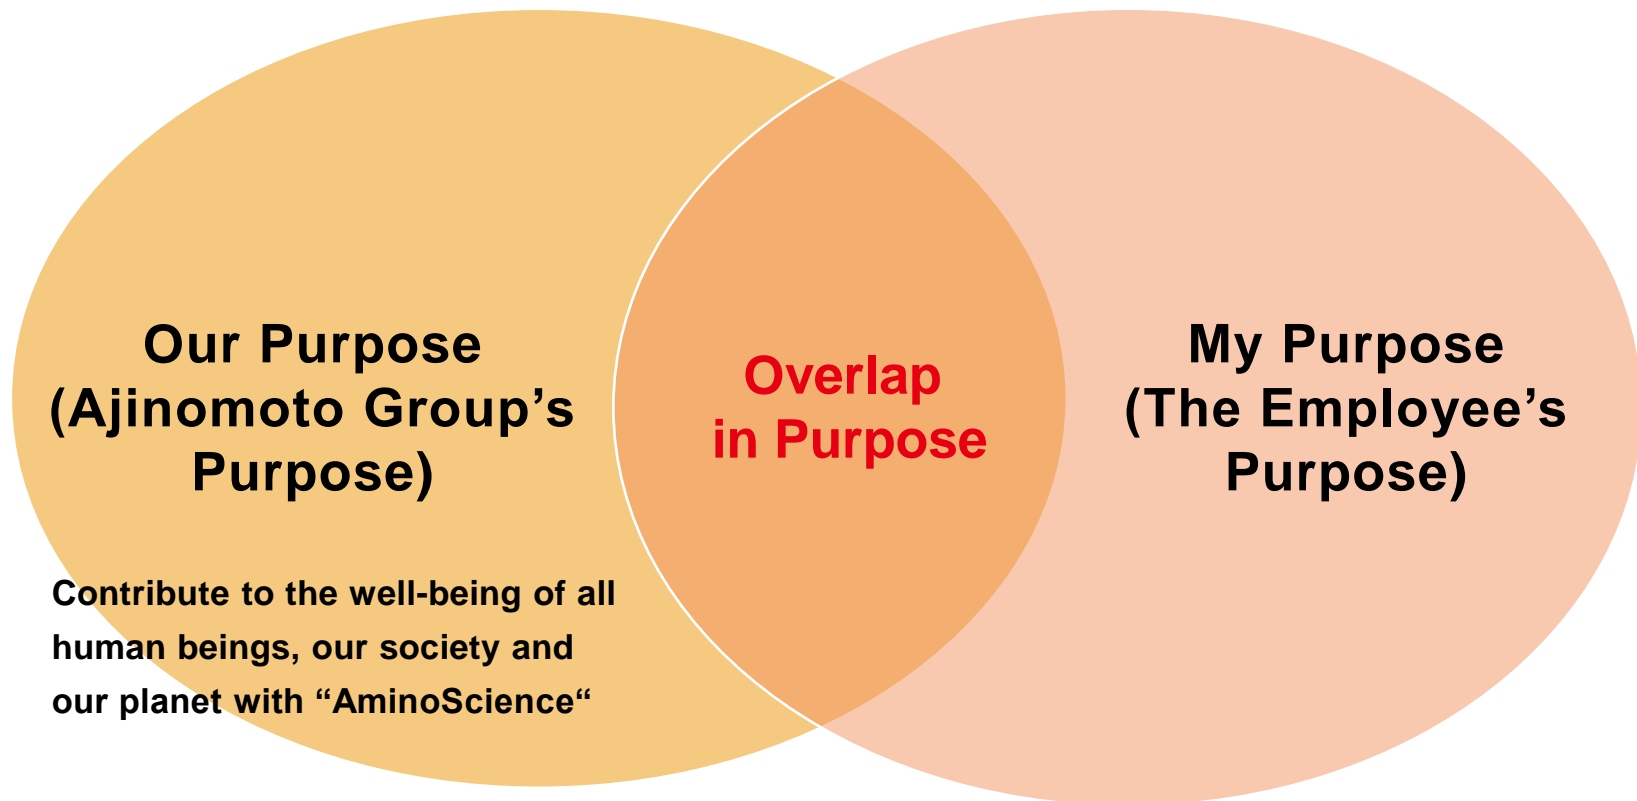 Our Purpose
(Ajinomoto Group’s
Purpose)
Contribute to the well-being of all
human beings, our society and
our planet with “AminoScience“
Overlap
in Purpose
My Purpose
(The Employee’s
Purpose)